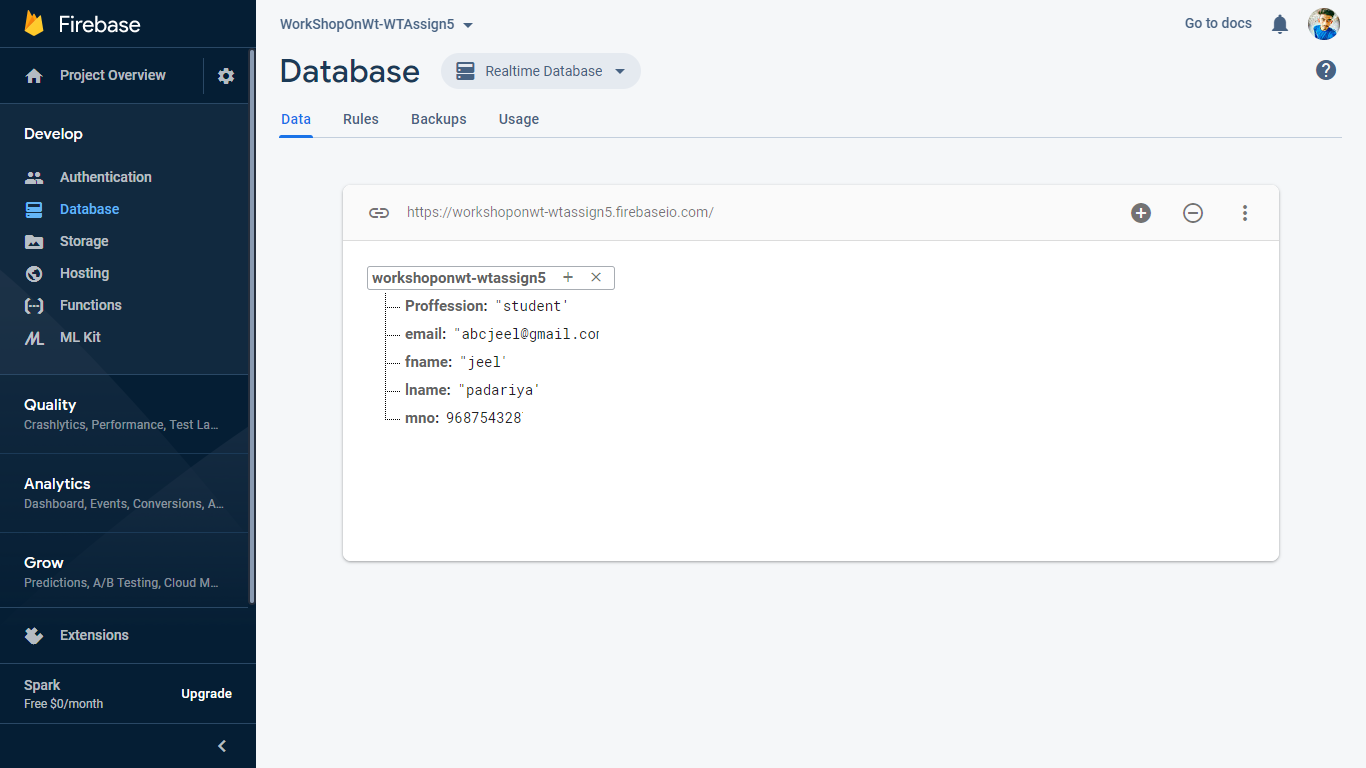 Firebase
Project Overview
Develop
Authentication
Database
Storage
Hosting
Functions
ML Kit
Quality
Crashlytics, Performance, Test La…
Analytics
Dashboard, Events, Conversions, A…
Grow
Predictions, A/B Testing, Cloud M…
Extensions
Spark
Free $0/month
Upgrade
WorkShopOnWt-WTAssign5
Go to docs
Database
Realtime Database
Data Rules Backups Usage
https://workshoponwt-wtassign5.firebaseio.com/
workshoponwt-wtassign5
Proffession: "student"
email: "abcjeel@gmail.com
fname: "jeel"
lname: "padariya"
mno: 968754328